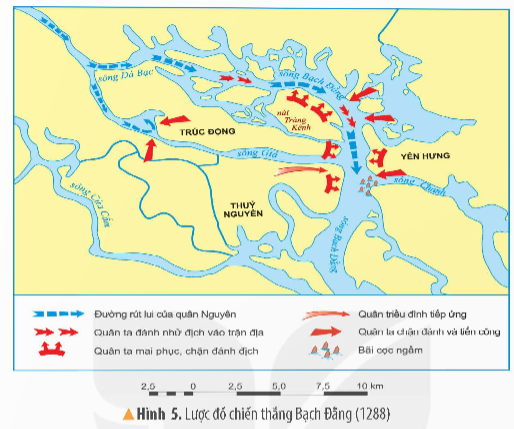 sông Đá Bạc
sông Bạch Đằng
núi
Tràng
Kênh
TRÚC ĐỘNG
sông Giá
YÊN HƯNG
sông Chanh
THUỶ
NGUYÊN
sông Cửa Cấm
sông Bạch Đằng
Đường rút lui của quân Nguyên
Quân triều đình tiếp ứng
Quân ta đánh nhử địch vào trận địa
Quân ta chặn đánh và tiến công
Quân ta mai phục, chặn đánh địch
Bãi cọc ngầm
2,5 0 2,5 5,0 7,5 10 km
Hình 5. Lược đồ chiến thắng Bạch Đằng (1288)